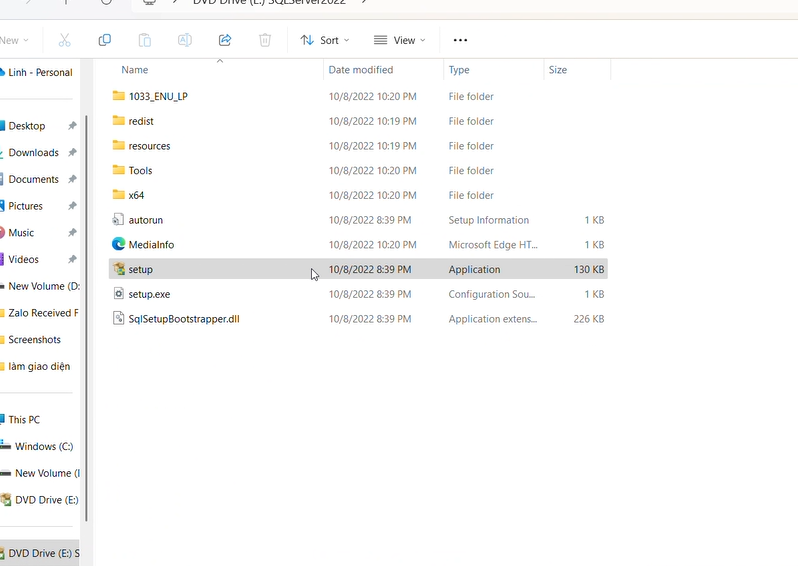 DVD Drive (E:) SQLServer2022
New
Sort
View
Name Date modified Type Size
Linh - Personal
Desktop
Downloads
Documents
Pictures
Music
Videos
New Volume (D:
Zalo Received F
Screenshots
làm giao diện
This PC
Windows (C:)
New Volume (I
DVD Drive (E:)
DVD Drive (E:) S
1033_ENU_LP 10/8/2022 10:20 PM File folder
redist 10/8/2022 10:19 PM File folder
resources 10/8/2022 10:19 PM File folder
Tools 10/8/2022 10:20 PM File folder
x64 10/8/2022 10:20 PM File folder
autorun 10/8/2022 8:39 PM Setup Information 1 KB
MediaInfo 10/8/2022 10:20 PM Microsoft Edge HT... 1 KB
setup 10/8/2022 8:39 PM Application 130 KB
setup.exe 10/8/2022 8:39 PM Configuration Sou... 1 KB
SqlSetupBootstrapper.dll 10/8/2022 8:39 PM Application extens... 226 KB